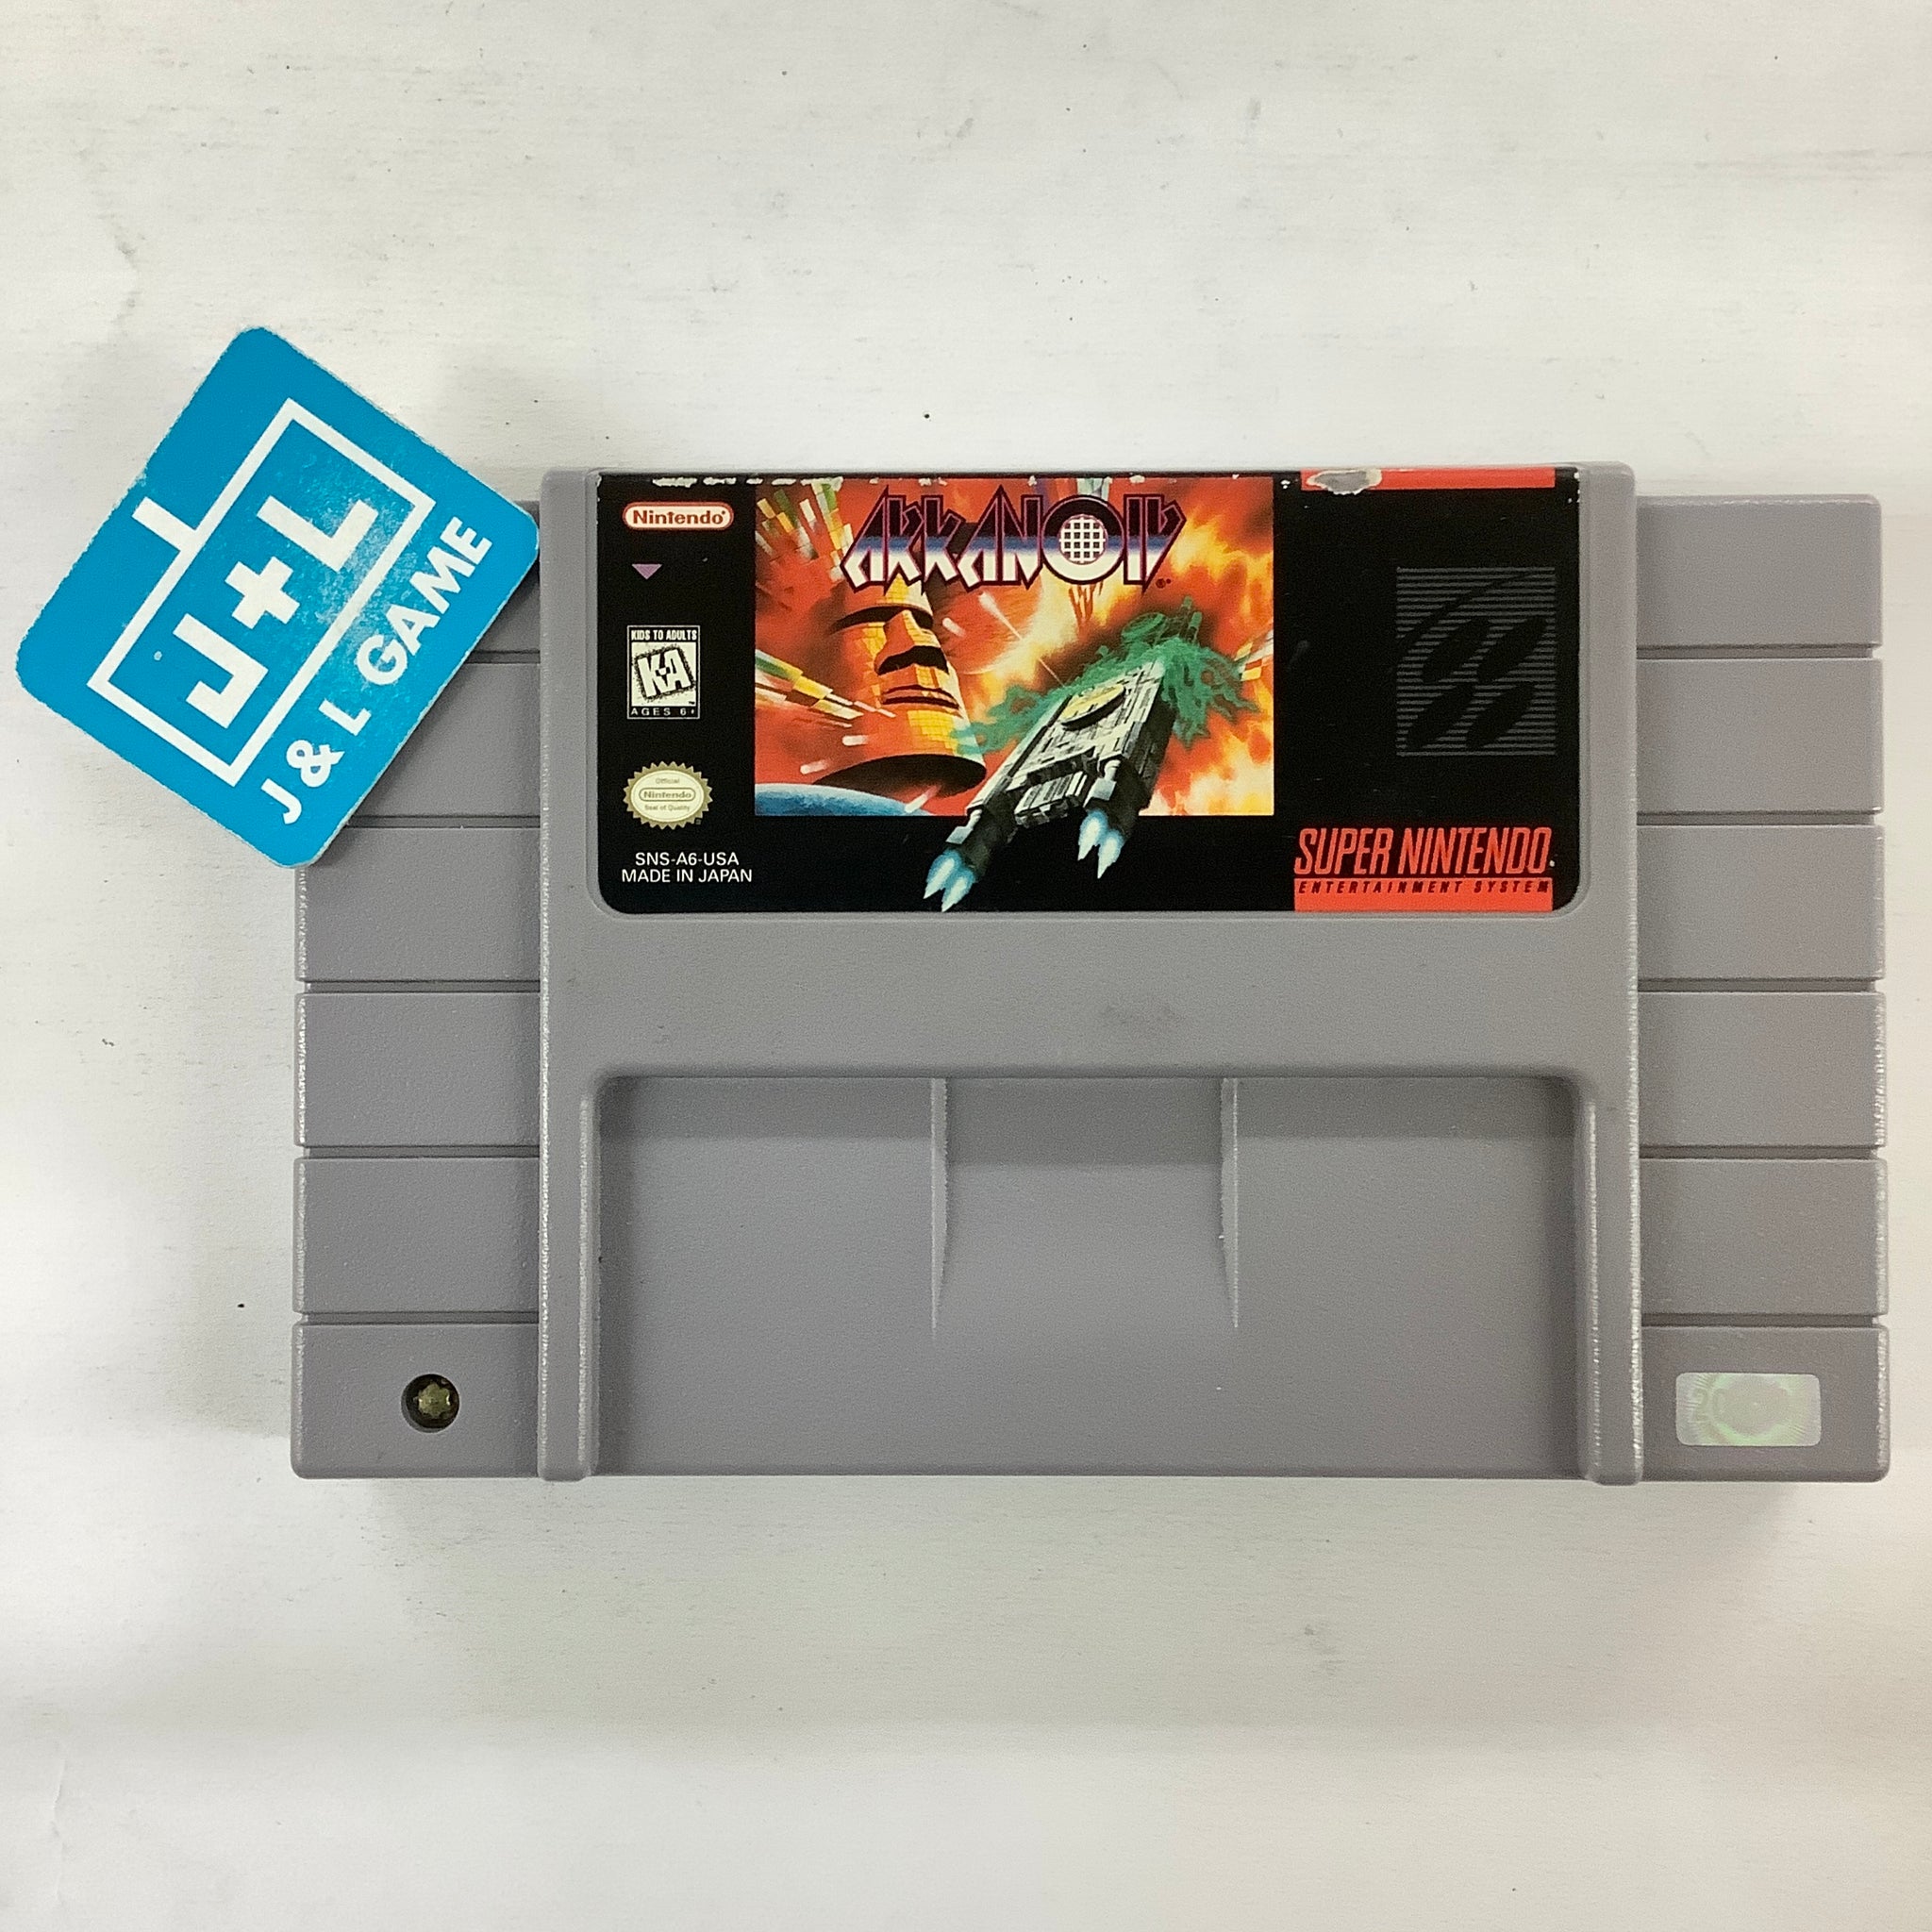 J+L
J & L GAME
Nintendo®
ARKANOID
KIDS TO ADULTS
K-A
AGES 6+
Official
Nintendo
Seal of Quality
SNS-A6-USA
MADE IN JAPAN
SUPER NINTENDO
ENTERTAINMENT SYSTEM